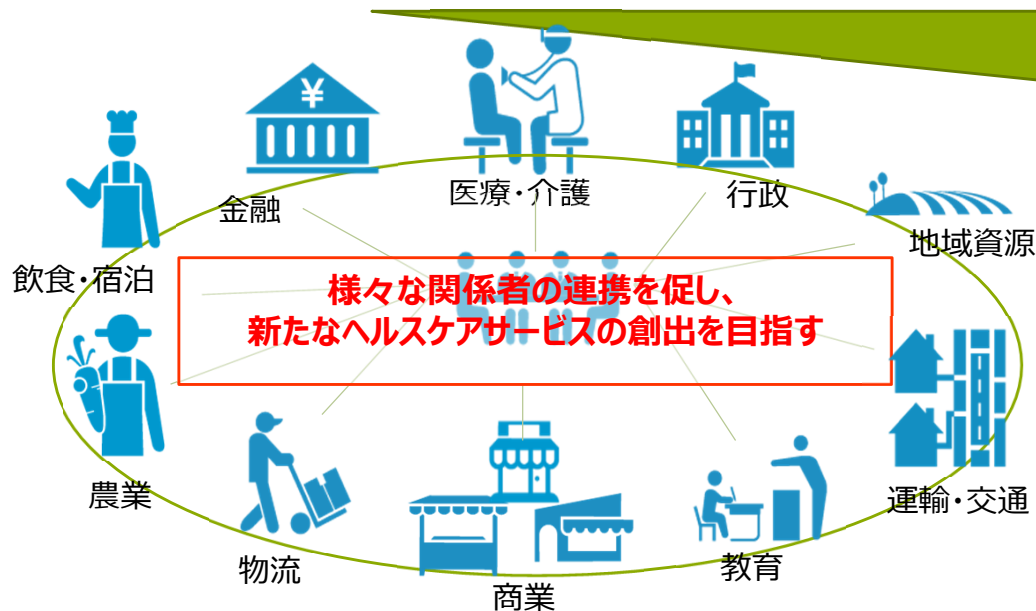 ¥
金融
医療・介護
行政
地域資源
飲食・宿泊
様々な関係者の連携を促し、
新たなヘルスケアサービスの創出を目指す
農業
運輸・交通
物流
商業
教育